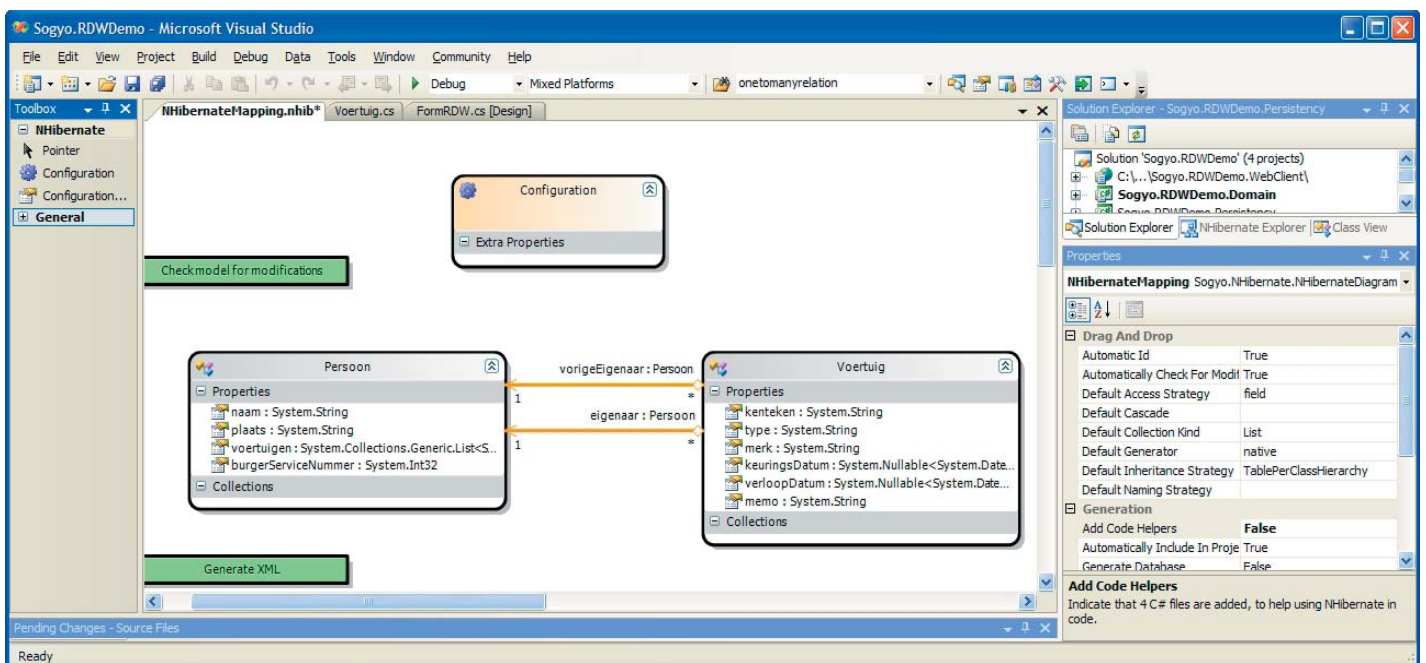 Sogyo.RDWDemo - Microsoft Visual Studio
File Edit View Project Build Debug Data Tools Window Community Help
Debug Mixed Platforms onetomanyrelation
Toolbox
NHibernate
Pointer
Configuration
Configuration...
General
NHibernateMapping.nhib* Voertuig.cs FormRDW.cs [Design]
Configuration
Extra Properties
Check model for modifications
Persoon
Properties
naam : System.String
plaats : System.String
voertuigen : System.Collections.Generic.List<S...
burgerServiceNummer : System.Int32
Collections
vorigeEigenaar : Persoon
1 *
eigenaar : Persoon
1 *
Voertuig
Properties
kenteken : System.String
type : System.String
merk : System.String
keuringsDatum : System.Nullable<System.Date...
verloopDatum : System.Nullable<System.Date...
memo : System.String
Collections
Generate XML
Solution Explorer - Sogyo.RDWDemo.Persistency
Solution 'Sogyo.RDWDemo' (4 projects)
C:\...\Sogyo.RDWDemo.WebClient\
Sogyo.RDWDemo.Domain
Sogyo.RDWDemo.Persistency
Solution Explorer NHibernate Explorer Class View
Properties
NHibernateMapping Sogyo.NHibernate.NHibernateDiagram
Drag And Drop
Automatic Id True
Automatically Check For Modif True
Default Access Strategy field
Default Cascade
Default Collection Kind List
Default Generator native
Default Inheritance Strategy TablePerClassHierarchy
Default Naming Strategy
Generation
Add Code Helpers False
Automatically Include In Proje True
Generate Database False
Add Code Helpers
Indicate that 4 C# files are added, to help using NHibernate in
code.
Pending Changes - Source Files
Ready